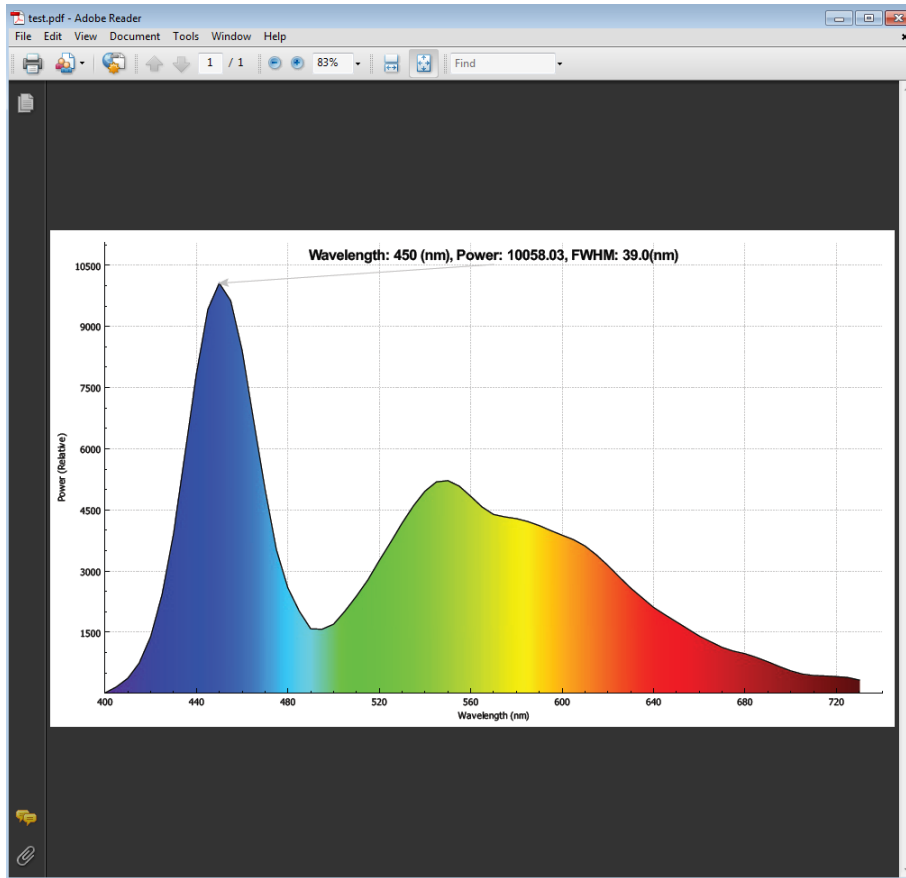 test.pdf - Adobe Reader
File Edit View Document Tools Window Help
1 / 1 83% Find
Wavelength: 450 (nm), Power: 10058.03, FWHM: 39.0(nm)
10500
9000
7500
6000
4500
3000
1500
Power (Relative)
400 440 480 520 560 600 640 680 720
Wavelength (nm)